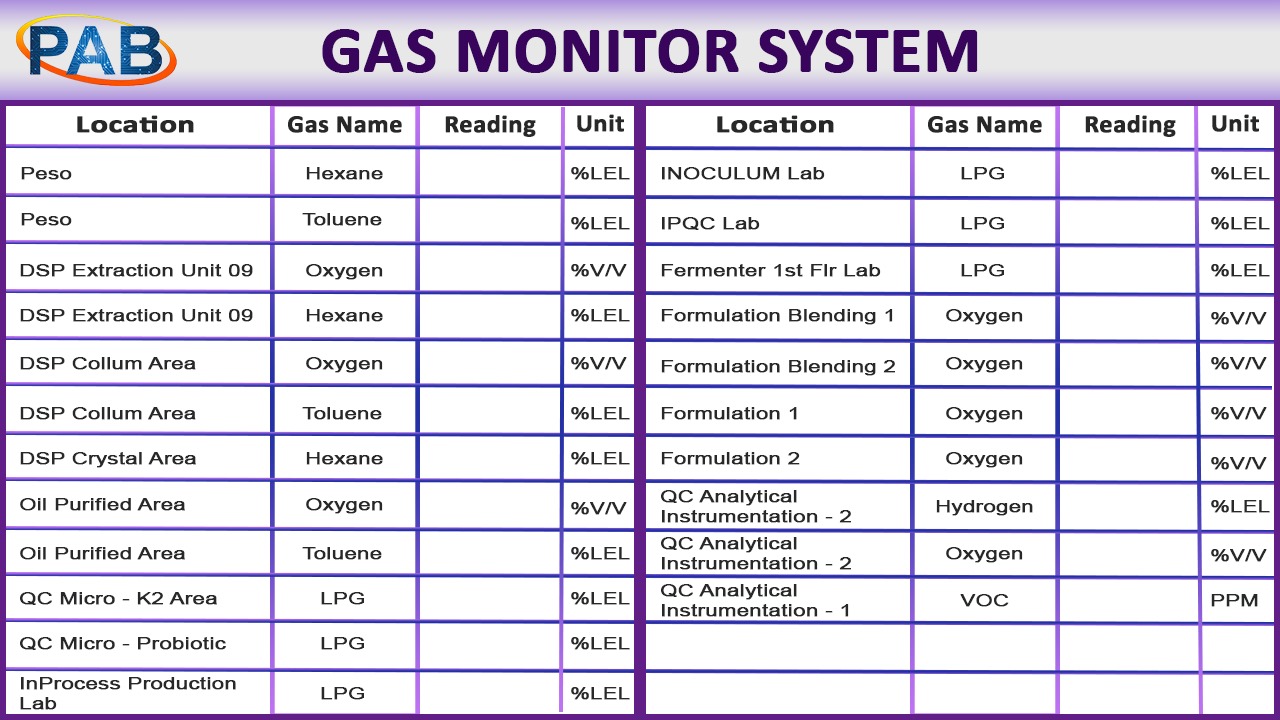 PAB
GAS MONITOR SYSTEM
Location Gas Name Reading Unit
Peso Hexane %LEL
Peso Toluene %LEL
DSP Extraction Unit 09 Oxygen %V/V
DSP Extraction Unit 09 Hexane %LEL
DSP Collum Area Oxygen %V/V
DSP Collum Area Toluene %LEL
DSP Crystal Area Hexane %LEL
Oil Purified Area Oxygen %V/V
Oil Purified Area Toluene %LEL
QC Micro - K2 Area LPG %LEL
QC Micro - Probiotic LPG %LEL
InProcess Production
Lab LPG %LEL
Location Gas Name Reading Unit
INOCULUM Lab LPG %LEL
IPQC Lab LPG %LEL
Fermenter 1st Flr Lab LPG %LEL
Formulation Blending 1 Oxygen %V/V
Formulation Blending 2 Oxygen %V/V
Formulation 1 Oxygen %V/V
Formulation 2 Oxygen %V/V
QC Analytical
Instrumentation - 2 Hydrogen %LEL
QC Analytical
Instrumentation - 2 Oxygen %V/V
QC Analytical
Instrumentation - 1 VOC PPM